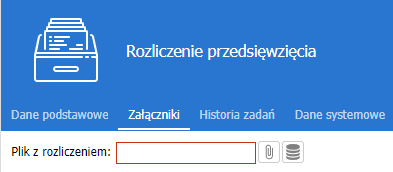 Rozliczenie przedsięwzięcia
Dane podstawowe Załączniki Historia zadań Dane systemowe
Plik z rozliczeniem: